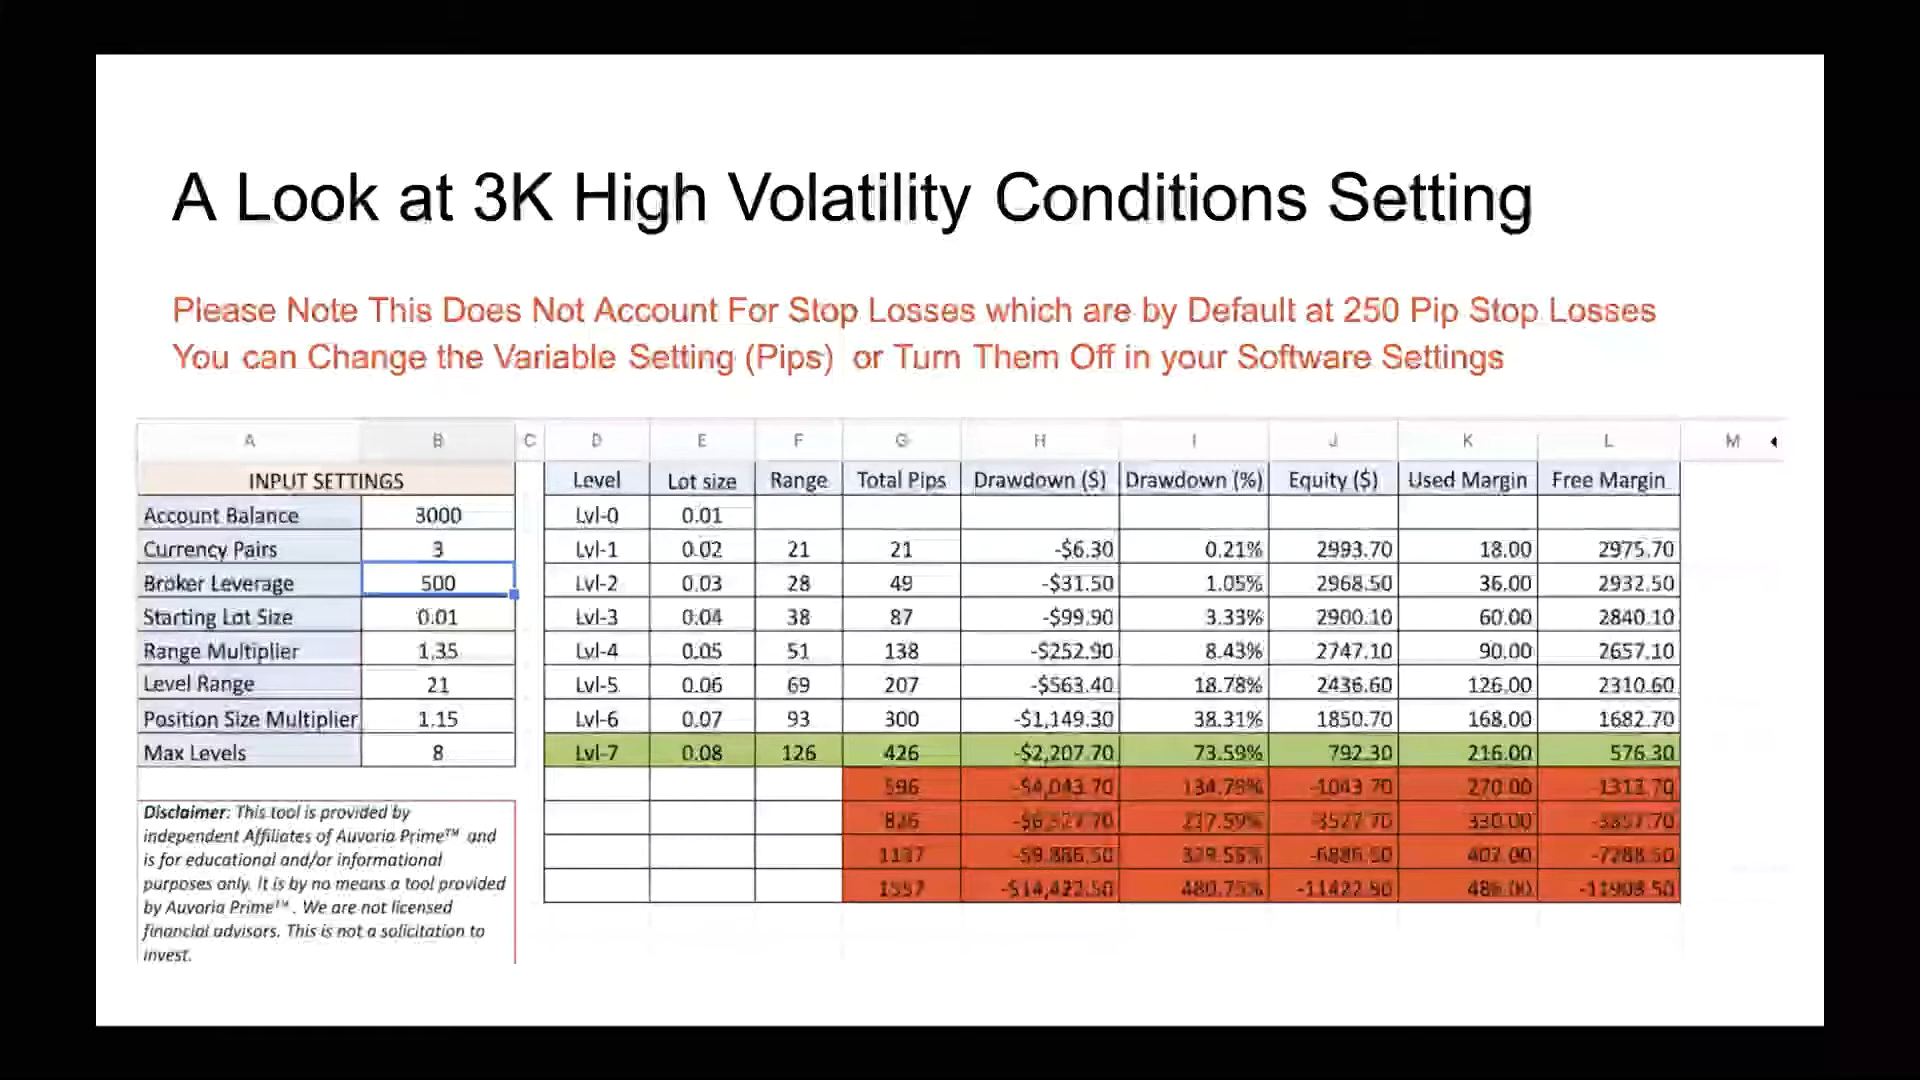 A Look at 3K High Volatility Conditions Setting
Please Note This Does Not Account For Stop Losses which are by Default at 250 Pip Stop Losses
You can Change the Variable Setting (Pips) or Turn Them Off in your Software Settings
A B C D E F G H I J K L M
INPUT SETTINGS
Account Balance 3000
Currency Pairs 3
Broker Leverage 500
Starting Lot Size 0.01
Range Multiplier 1.35
Level Range 21
Position Size Multiplier 1.15
Max Levels 8
Disclaimer: This tool is provided by
independent Affiliates of Auvoria Prime™ and
is for educational and/or informational
purposes only. It is by no means a tool provided
by Auvoria Prime™. We are not licensed
financial advisors. This is not a solicitation to
invest.
Level Lot size Range Total Pips Drawdown ($) Drawdown (%) Equity ($) Used Margin Free Margin
Lvl-0 0.01
Lvl-1 0.02 21 21 -$6.30 0.21% 2993.70 18.00 2975.70
Lvl-2 0.03 28 49 -$31.50 1.05% 2968.50 36.00 2932.50
Lvl-3 0.04 38 87 -$99.90 3.33% 2900.10 60.00 2840.10
Lvl-4 0.05 51 138 -$252.90 8.43% 2747.10 90.00 2657.10
Lvl-5 0.06 69 207 -$563.40 18.78% 2436.60 126.00 2310.60
Lvl-6 0.07 93 300 -$1,149.30 38.31% 1850.70 168.00 1682.70
Lvl-7 0.08 126 426 -$2,207.70 73.59% 792.30 216.00 576.30
596 -$4,043.70 134.79% -1043.70 270.00 -1313.70
826 330.00
1137 -$9,886.50 -6886.50 -7288.50
-$14,422.50 480.75% -11422.50 -11908.50